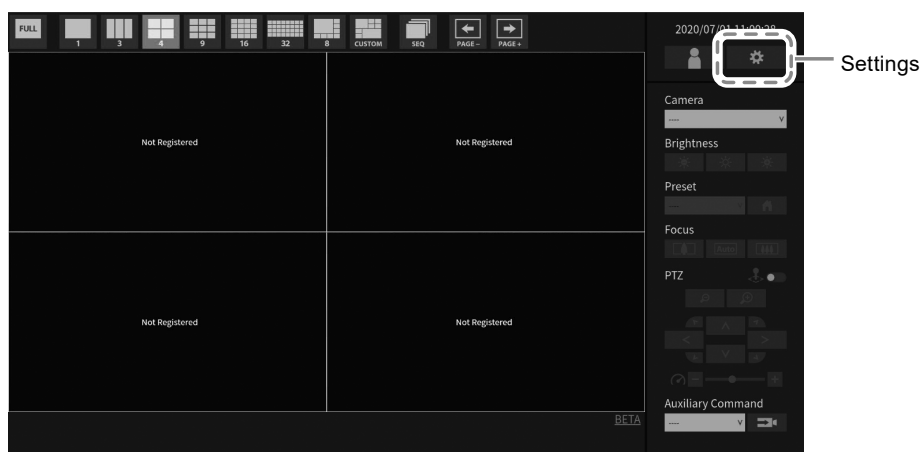 FULL
1
3
4
9
16
32
8
CUSTOM
SEQ
PAGE－
PAGE+
2020/07/01 11:00:28
Settings
Not Registered
Not Registered
Not Registered
Not Registered
BETA
Camera
----
Brightness
Preset
----
Focus
Auto
PTZ
Auxiliary Command
----